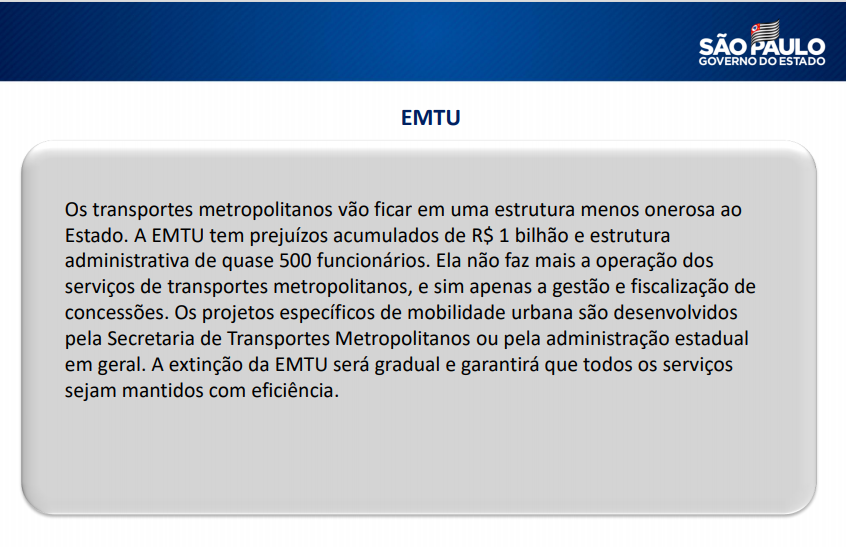 SÃO PAULO
GOVERNO DO ESTADO
EMTU
Os transportes metropolitanos vão ficar em uma estrutura menos onerosa ao
Estado. A EMTU tem prejuízos acumulados de R$ 1 bilhão e estrutura
administrativa de quase 500 funcionários. Ela não faz mais a operação dos
serviços de transportes metropolitanos, e sim apenas a gestão e fiscalização de
concessões. Os projetos específicos de mobilidade urbana são desenvolvidos
pela Secretaria de Transportes Metropolitanos ou pela administração estadual
em geral. A extinção da EMTU será gradual e garantirá que todos os serviços
sejam mantidos com eficiência.